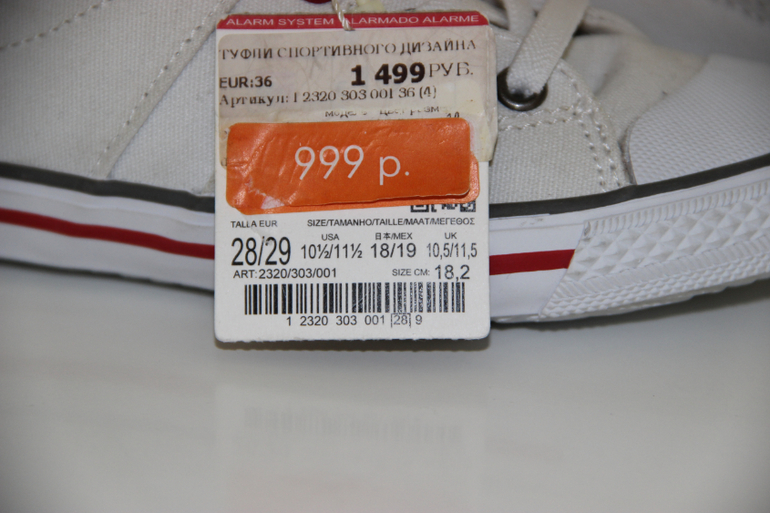 ALARM SYSTEM ALARMADO ALARME
ТУФЛИ СПОРТИВНОГО ДИЗАЙНА
EUR:36 1 499 РУБ.
Артикул: 1 2320 303 001 36 (4)
999 р.
TALLA EUR SIZE/TAMANHO/TAILLE/MAAT/ΜΕΓΕΘΟΣ
USA 日本/MEX UK
28/29 10½/11½ 18/19 10,5/11,5
ART: 2320/303/001 SIZE CM: 18,2
1 2320 303 001 28 9